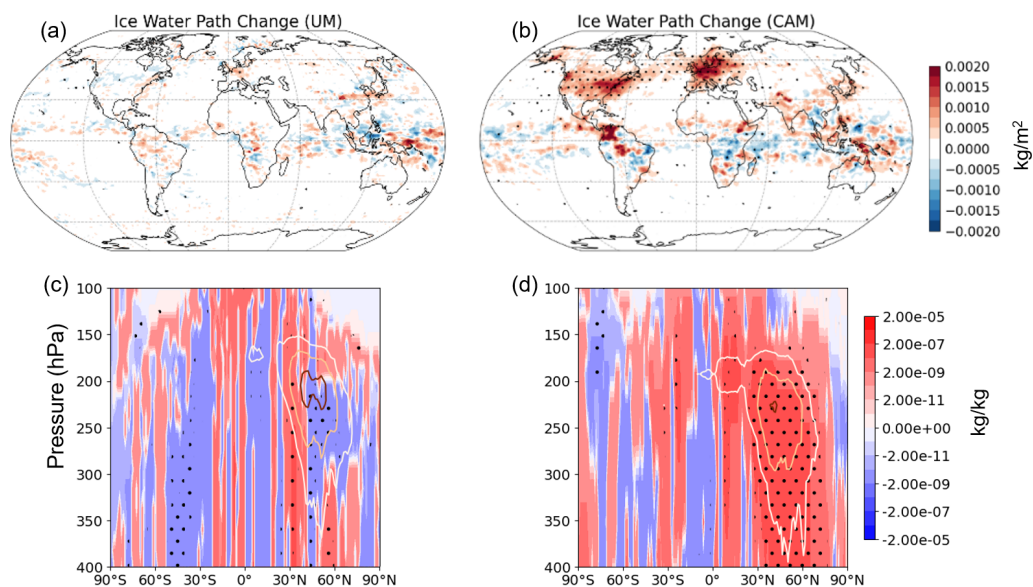 (a)
Ice Water Path Change (UM)
(b)
Ice Water Path Change (CAM)
0.0020
0.0015
0.0010
0.0005
0.0000
−0.0005
−0.0010
−0.0015
−0.0020
kg/m²
(c)
100
150
200
250
300
350
400
Pressure (hPa)
90°S
60°S
30°S
0°
30°N
60°N
90°N
(d)
100
150
200
250
300
350
400
90°S
60°S
30°S
0°
30°N
60°N
90°N
2.00e-05
2.00e-07
2.00e-09
2.00e-11
0.00e+00
-2.00e-11
-2.00e-09
-2.00e-07
-2.00e-05
kg/kg